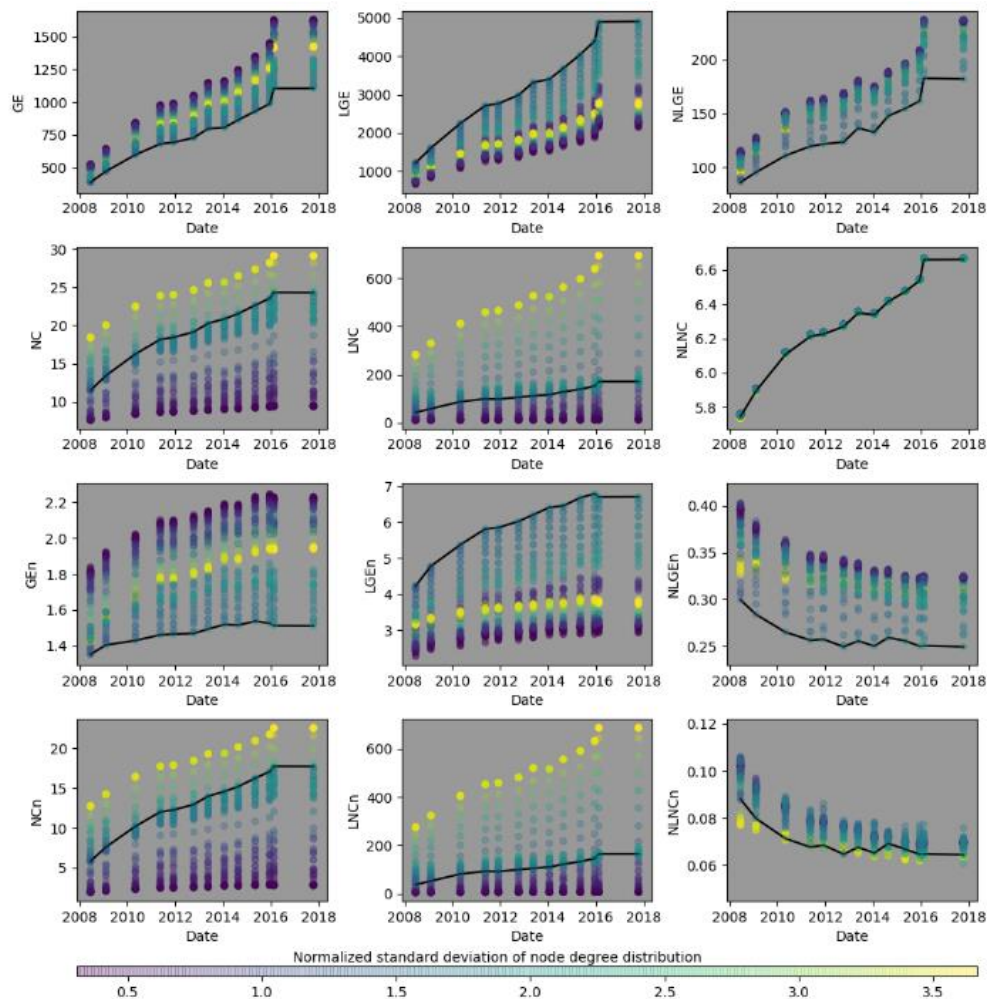 1500
1250
1000
750
500
GE
2008 2010 2012 2014 2016 2018
Date
5000
4000
3000
2000
1000
LGE
2008 2010 2012 2014 2016 2018
Date
200
150
100
NLGE
2008 2010 2012 2014 2016 2018
Date
30
25
20
15
10
NC
2008 2010 2012 2014 2016 2018
Date
600
400
200
0
LNC
2008 2010 2012 2014 2016 2018
Date
6.6
6.4
6.2
6.0
5.8
NLNC
2008 2010 2012 2014 2016 2018
Date
2.2
2.0
1.8
1.6
1.4
GEn
2008 2010 2012 2014 2016 2018
Date
7
6
5
4
3
LGEn
2008 2010 2012 2014 2016 2018
Date
0.40
0.35
0.30
0.25
NLGEn
2008 2010 2012 2014 2016 2018
Date
20
15
10
5
NCn
2008 2010 2012 2014 2016 2018
Date
600
400
200
0
LNCn
2008 2010 2012 2014 2016 2018
Date
0.12
0.10
0.08
0.06
NLNCn
2008 2010 2012 2014 2016 2018
Date
Normalized standard deviation of node degree distribution
0.5 1.0 1.5 2.0 2.5 3.0 3.5